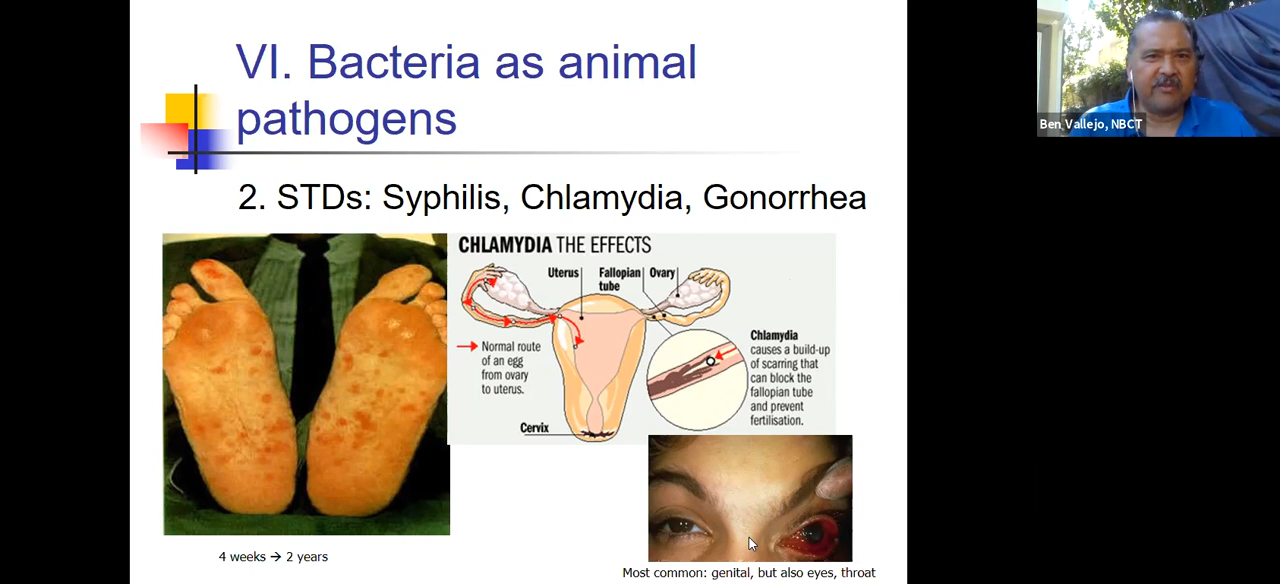 VI. Bacteria as animal
pathogens
Ben Vallejo, NBCT
2. STDs: Syphilis, Chlamydia, Gonorrhea
CHLAMYDIA THE EFFECTS
Uterus
Fallopian
tube
Ovary
Normal route
of an egg
from ovary
to uterus.
Chlamydia
causes a build-up
of scarring that
can block the
fallopian tube
and prevent
fertilisation.
Cervix
4 weeks → 2 years
Most common: genital, but also eyes, throat